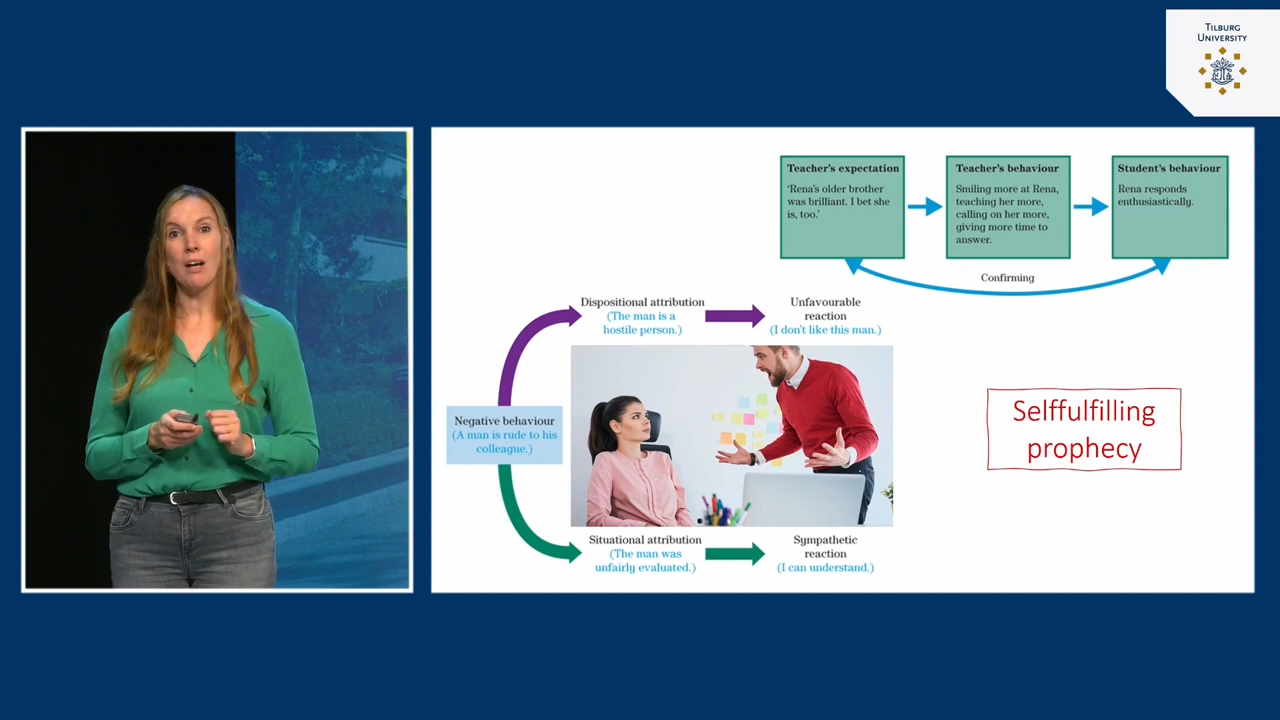 TILBURG
UNIVERSITY
Teacher's expectation
'Rena's older brother
was brilliant. I bet she
is, too.'
Teacher's behaviour
Smiling more at Rena,
teaching her more,
calling on her more,
giving more time to
answer.
Student's behaviour
Rena responds
enthusiastically.
Confirming
Dispositional attribution
(The man is a
hostile person.)
Unfavourable
reaction
(I don't like this man.)
Negative behaviour
(A man is rude to his
colleague.)
Selffulfilling
prophecy
Situational attribution
(The man was
unfairly evaluated.)
Sympathetic
reaction
(I can understand.)